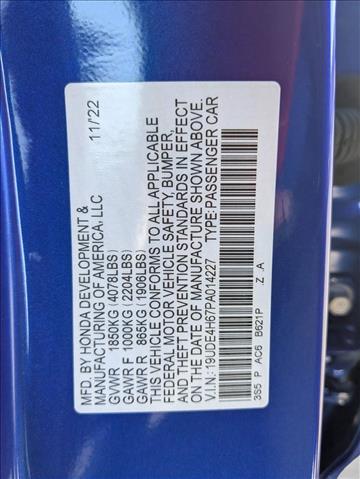 MFD. BY HONDA DEVELOPMENT & 11/22
MANUFACTURING OF AMERICA, LLC
GVWR 1850KG (4078LBS)
GAWR F 1000KG (2204LBS)
GAWR R 865KG (1906LBS)
THIS VEHICLE CONFORMS TO ALL APPLICABLE
FEDERAL MOTOR VEHICLE SAFETY, BUMPER,
AND THEFT PREVENTION STANDARDS IN EFFECT
ON THE DATE OF MANUFACTURE SHOWN ABOVE.
V.I.N.: 19UDE4H67PA014227 TYPE: PASSENGER CAR
3S5 P AC6 B621P Z .A